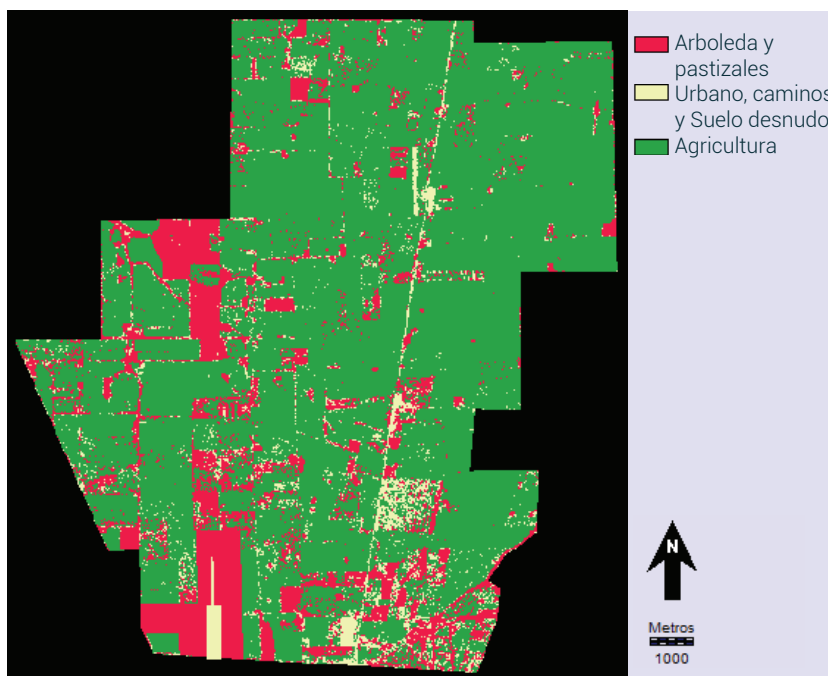 Arboleda y
pastizales
Urbano, caminos
y Suelo desnudo
Agricultura
N
Metros
1000